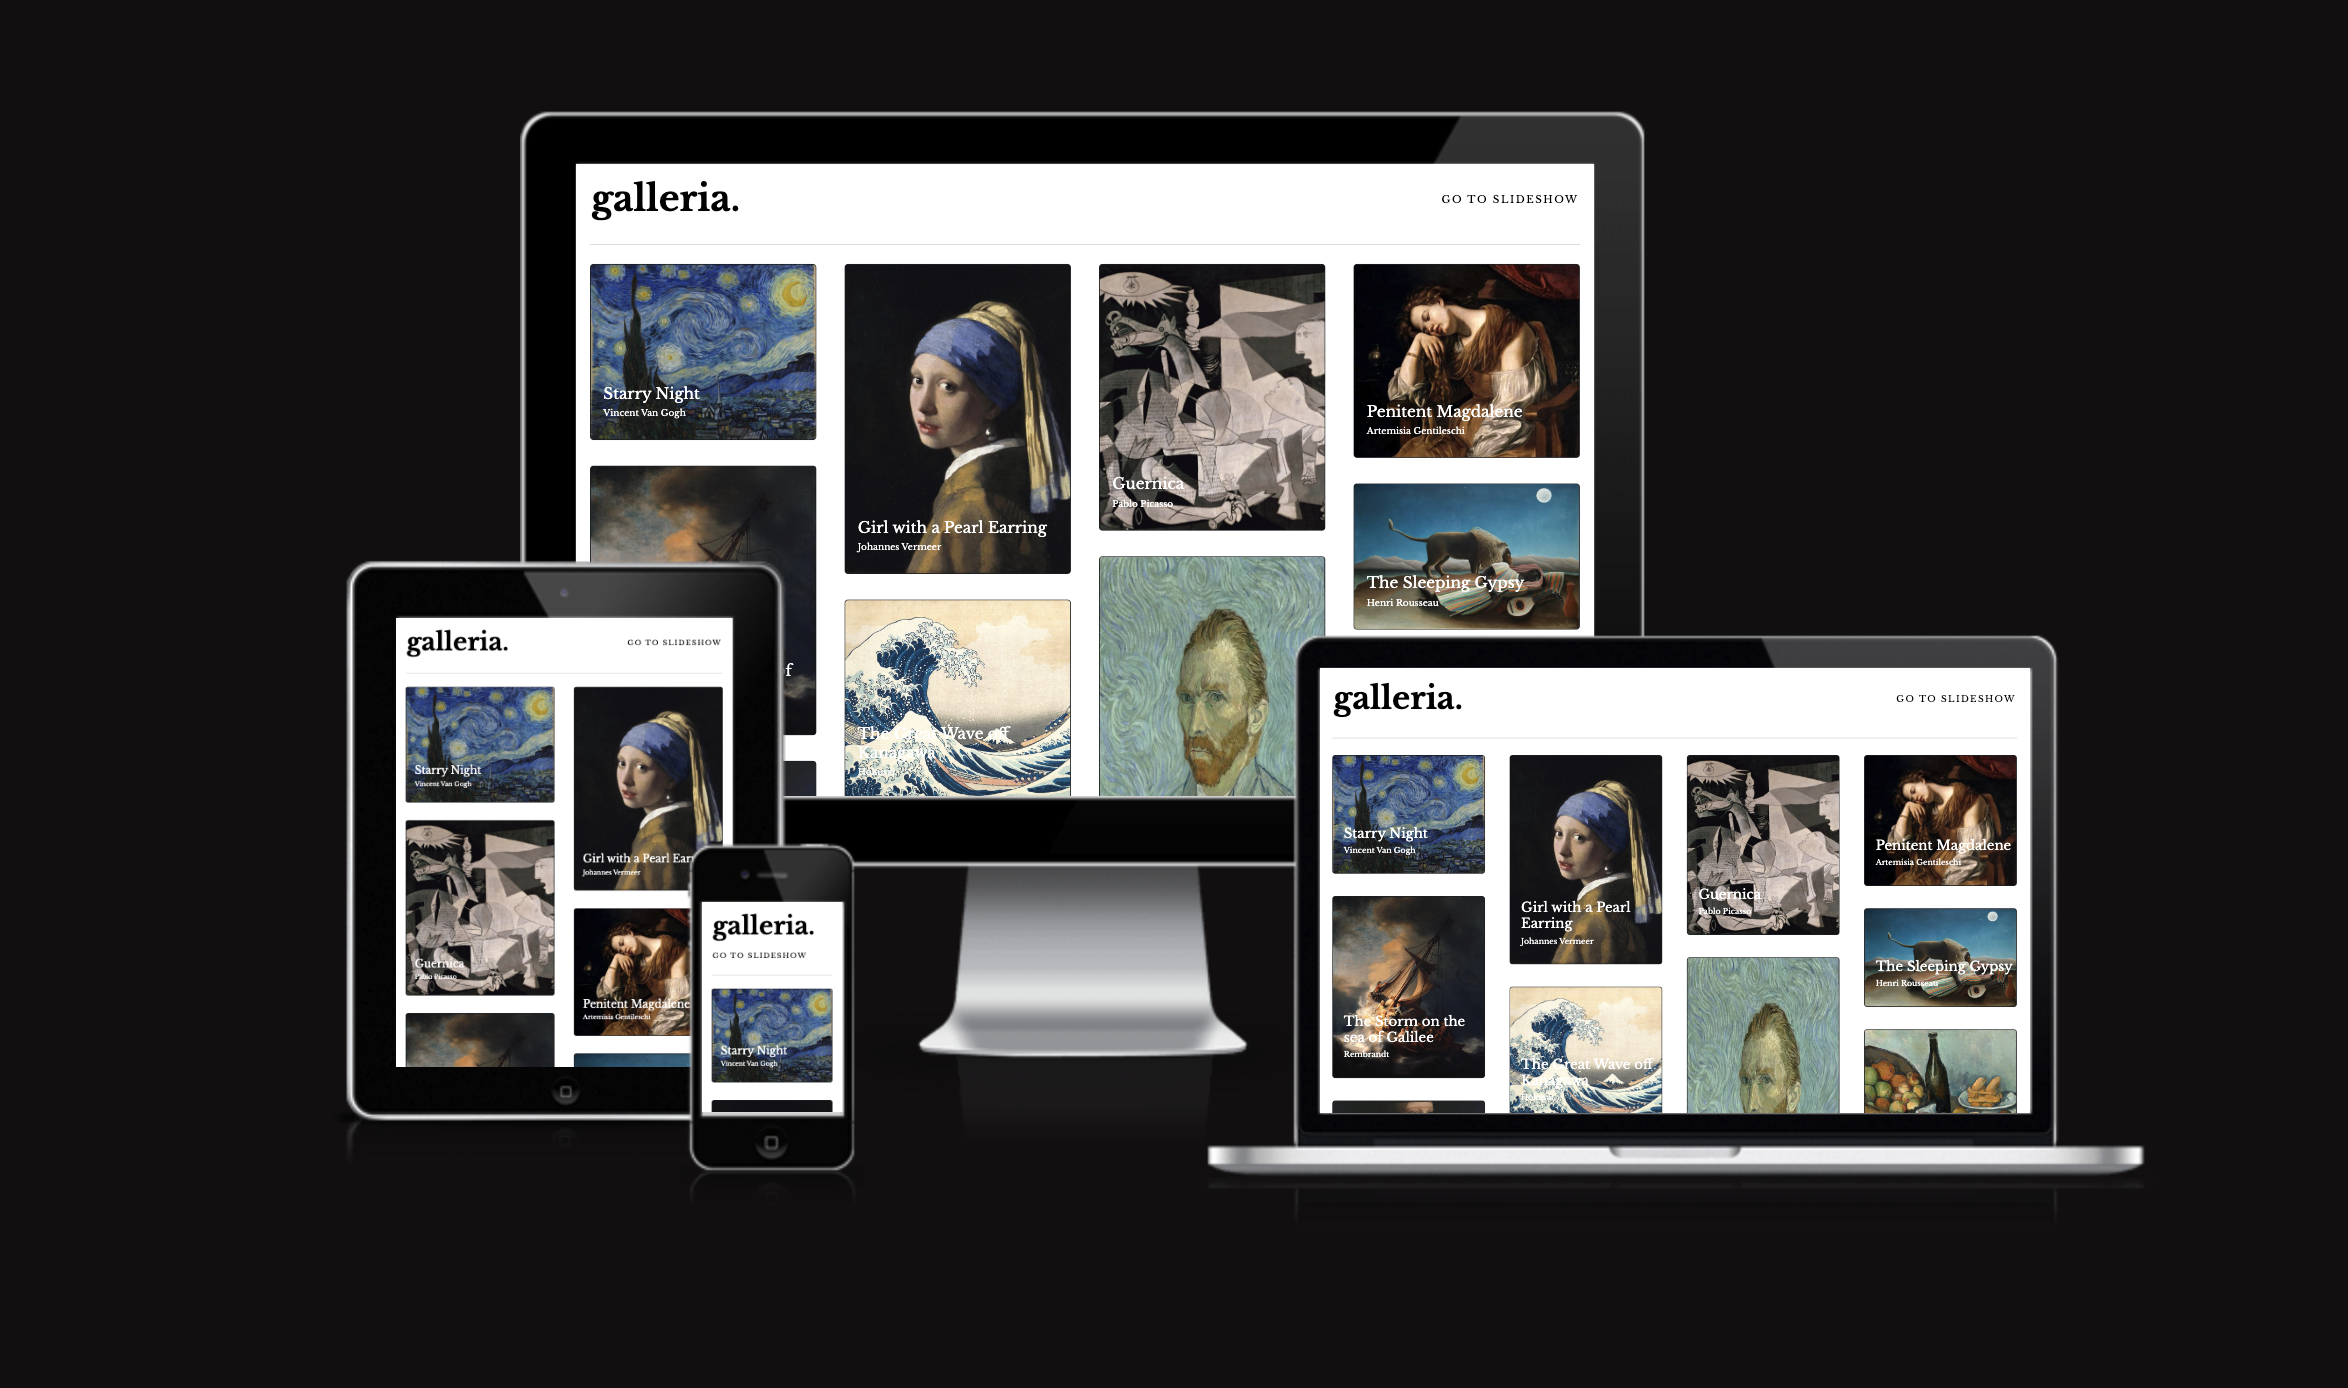 galleria.
GO TO SLIDESHOW
Starry Night
Vincent Van Gogh
Girl with a Pearl Earring
Johannes Vermeer
Guernica
Pablo Picasso
Penitent Magdalene
Artemisia Gentileschi
The Sleeping Gypsy
Henri Rousseau
of
The Great Wave off
Kanagawa
galleria.
GO TO SLIDESHOW
Starry Night
Vincent Van Gogh
Girl with a Pearl Ear
Johannes Vermeer
Guernica
Pablo Picasso
Penitent Magdalene
Artemisia Gentileschi
galleria.
GO TO SLIDESHOW
Starry Night
Vincent Van Gogh
galleria.
GO TO SLIDESHOW
Starry Night
Vincent Van Gogh
Girl with a Pearl
Earring
Johannes Vermeer
Guernica
Pablo Picasso
Penitent Magdalene
Artemisia Gentileschi
The Sleeping Gypsy
Henri Rousseau
The Storm on the
sea of Galilee
Rembrandt
The Great Wave off